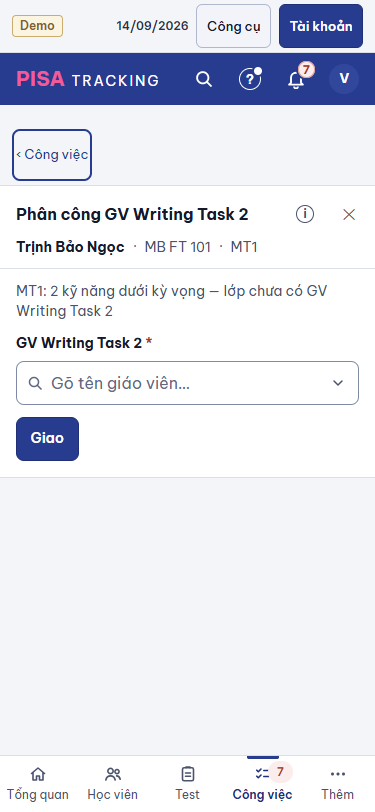 Demo
14/09/2026
Công cụ
Tài khoản
PISA TRACKING
?
7
V
‹ Công việc
Phân công GV Writing Task 2
i
Trịnh Bảo Ngọc · MB FT 101 · MT1
MT1: 2 kỹ năng dưới kỳ vọng — lớp chưa có GV
Writing Task 2
GV Writing Task 2 *
Gõ tên giáo viên...
Giao
7
Tổng quan
Học viên
Test
Công việc
Thêm